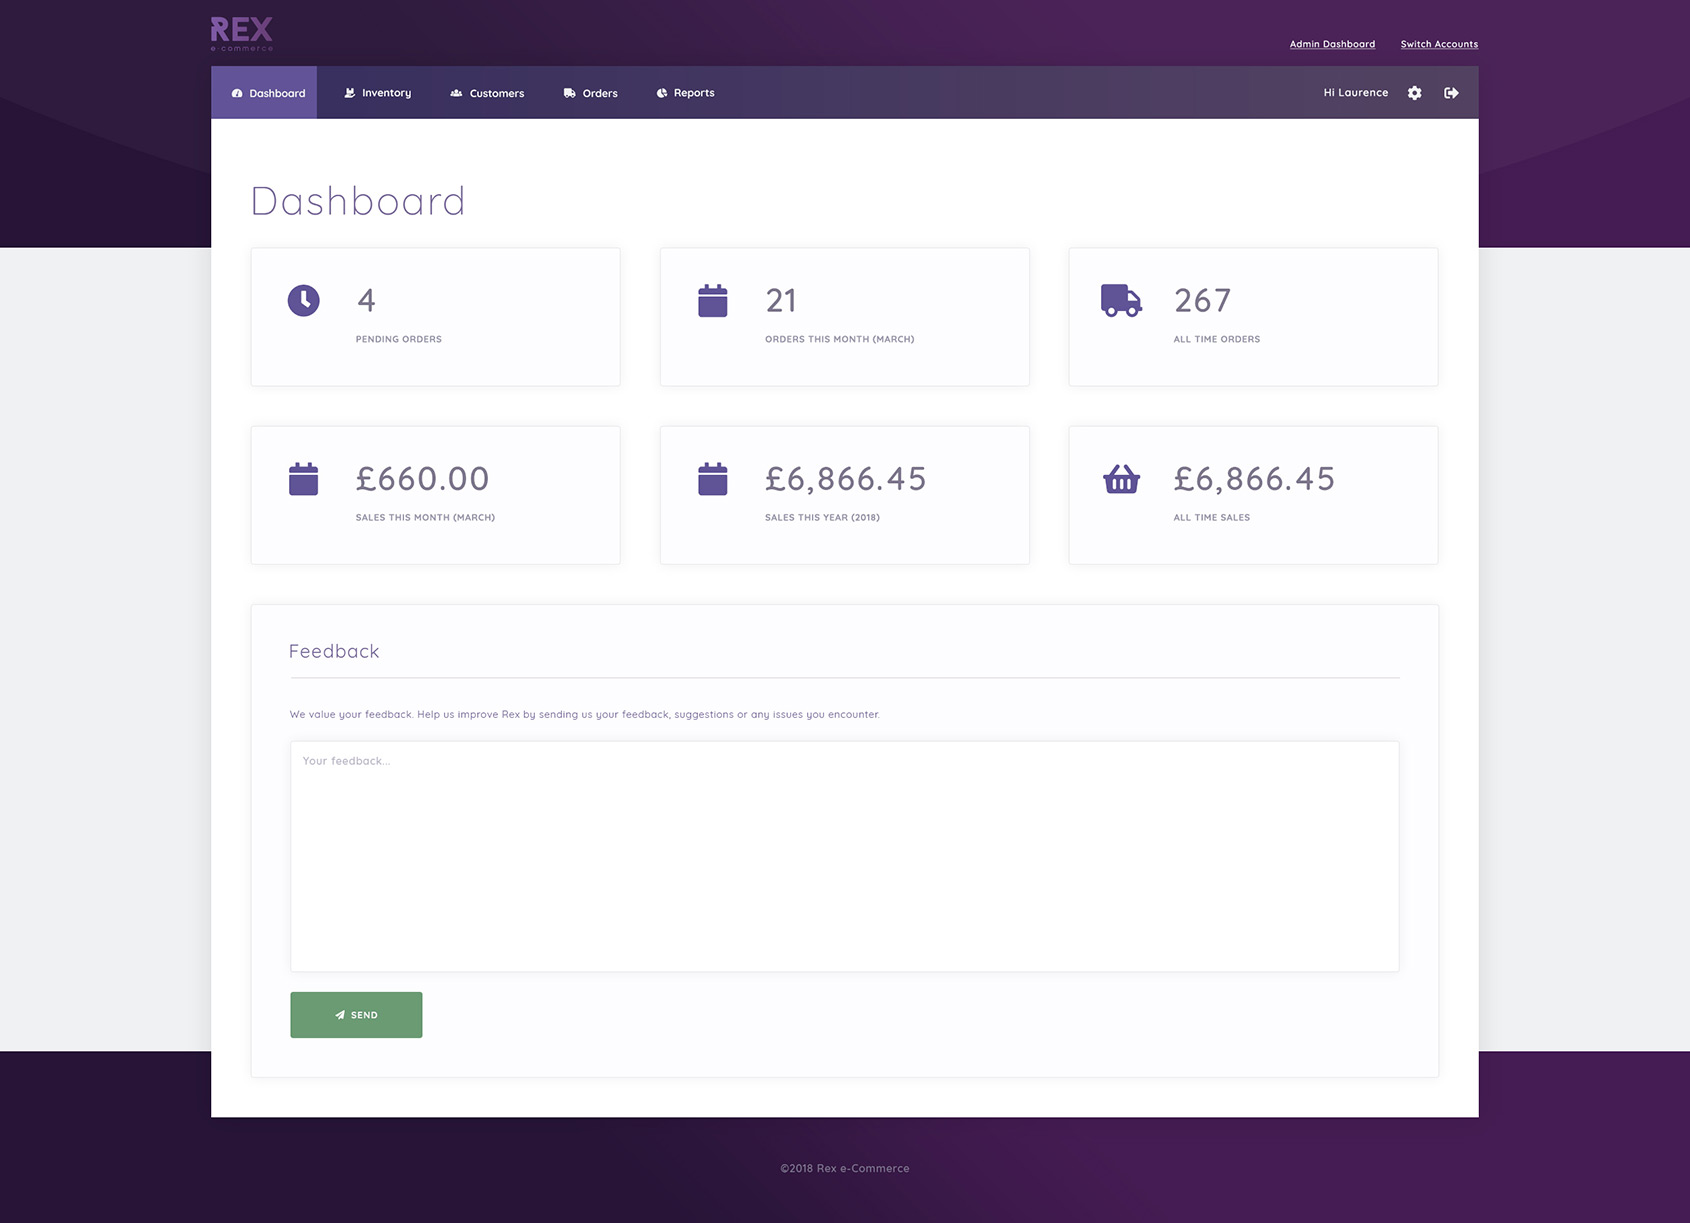 REX
e-commerce
Admin Dashboard Switch Accounts
Dashboard Inventory Customers Orders Reports Hi Laurence
Dashboard
4
PENDING ORDERS
21
ORDERS THIS MONTH (MARCH)
267
ALL TIME ORDERS
£660.00
SALES THIS MONTH (MARCH)
£6,866.45
SALES THIS YEAR (2018)
£6,866.45
ALL TIME SALES
Feedback
We value your feedback. Help us improve Rex by sending us your feedback, suggestions or any issues you encounter.
Your feedback...
SEND
©2018 Rex e-Commerce